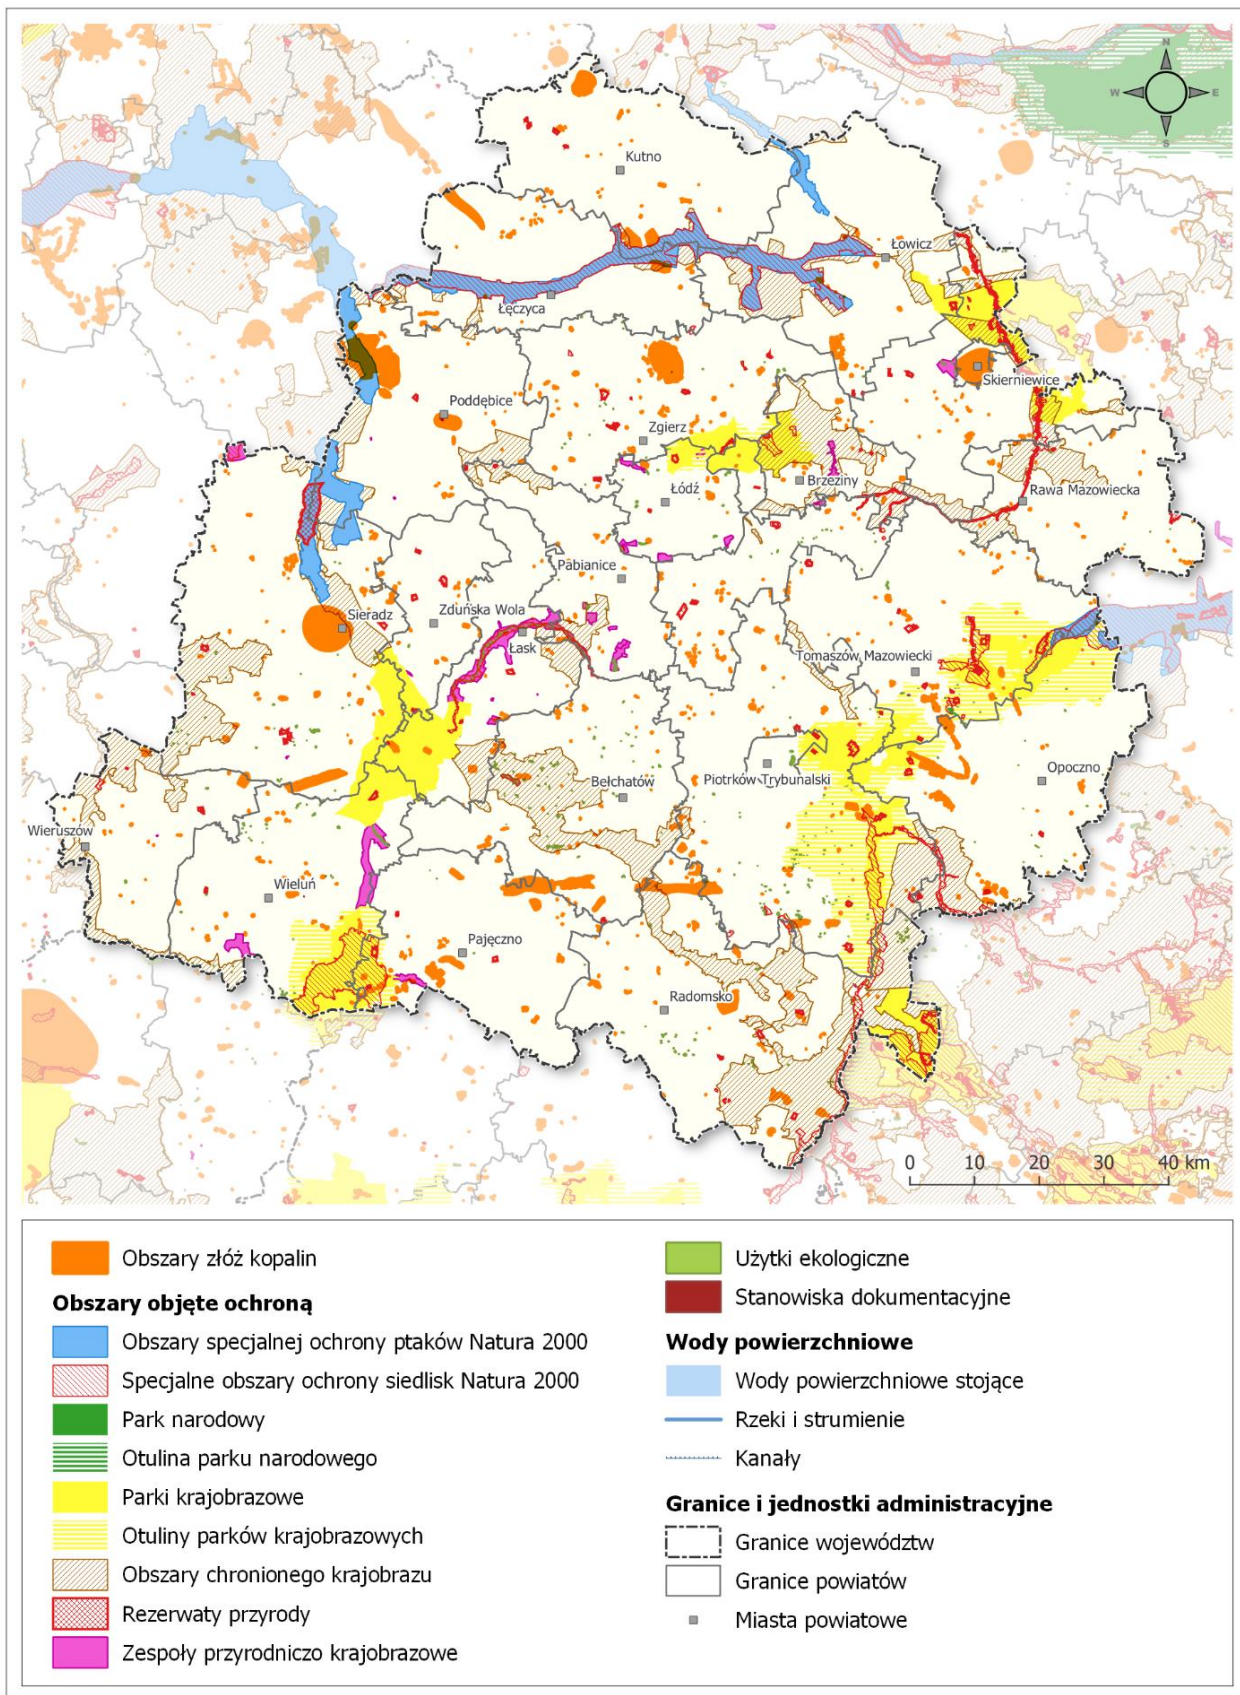 N
W
E
S
Kutno
Łowicz
Łęczyca
Skierniewice
Poddębice
Zgierz
Łódź
Brzeziny
Rawa Mazowiecka
Pabianice
Zduńska Wola
Sieradz
Łask
Tomaszów Mazowiecki
Piotrków Trybunalski
Opoczno
Bełchatów
Wieruszów
Wieluń
Pajęczno
Radomsko
0 10 20 30 40 km
Obszary złóż kopalin
Obszary objęte ochroną
Obszary specjalnej ochrony ptaków Natura 2000
Specjalne obszary ochrony siedlisk Natura 2000
Park narodowy
Otulina parku narodowego
Parki krajobrazowe
Otuliny parków krajobrazowych
Obszary chronionego krajobrazu
Rezerwaty przyrody
Zespoły przyrodniczo krajobrazowe
Użytki ekologiczne
Stanowiska dokumentacyjne
Wody powierzchniowe
Wody powierzchniowe stojące
Rzeki i strumienie
Kanały
Granice i jednostki administracyjne
Granice województw
Granice powiatów
Miasta powiatowe